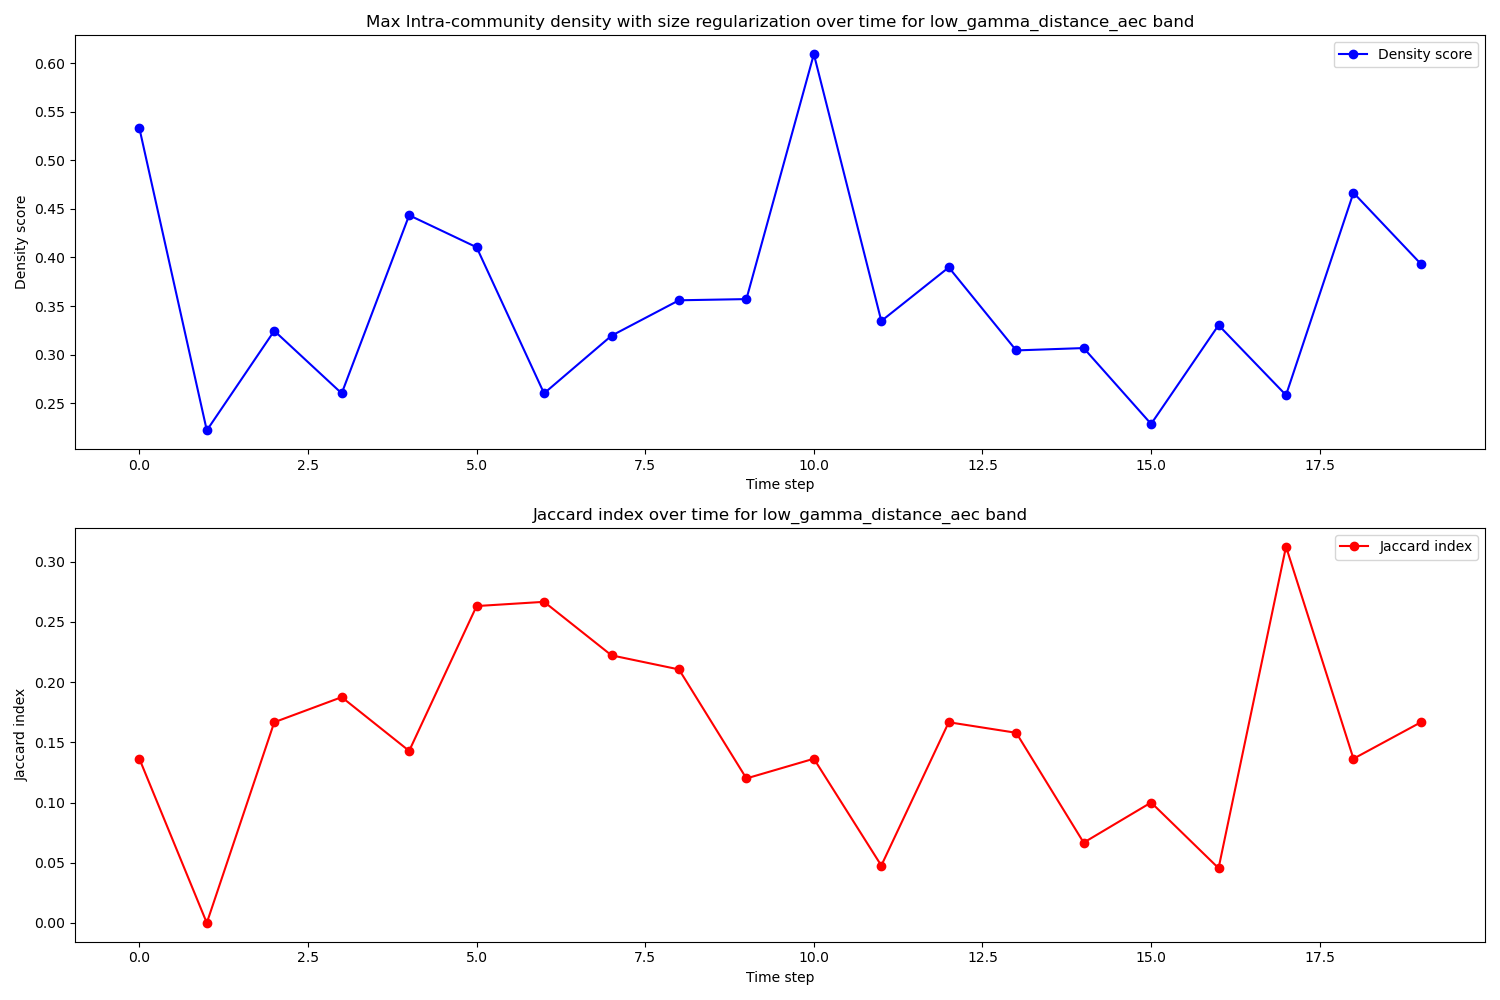 Max Intra-community density with size regularization over time for low_gamma_distance_aec band
Density score
0.60
0.55
0.50
0.45
0.40
0.35
0.30
0.25
Density score
0.0 2.5 5.0 7.5 10.0 12.5 15.0 17.5
Time step
Jaccard index over time for low_gamma_distance_aec band
Jaccard index
0.30
0.25
0.20
0.15
0.10
0.05
0.00
Jaccard index
0.0 2.5 5.0 7.5 10.0 12.5 15.0 17.5
Time step